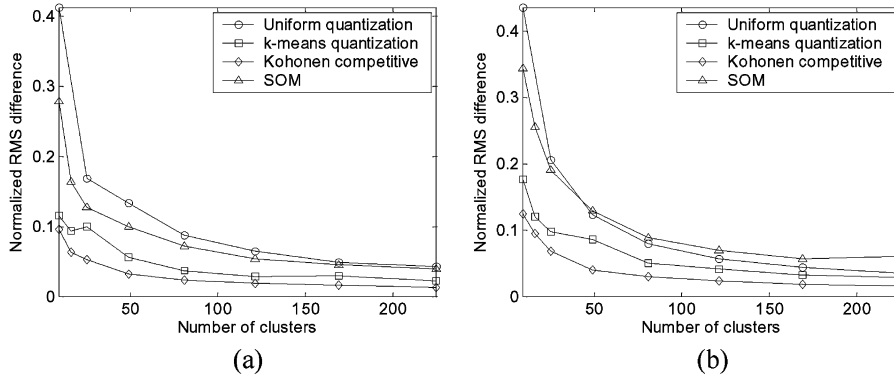 0.4
0.3
0.2
0.1
0
Normalized RMS difference
Uniform quantization
k-means quantization
Kohonen competitive
SOM
50
100
150
200
Number of clusters
(a)
0.4
0.3
0.2
0.1
0
Normalized RMS difference
Uniform quantization
k-means quantization
Kohonen competitive
SOM
50
100
150
200
Number of clusters
(b)